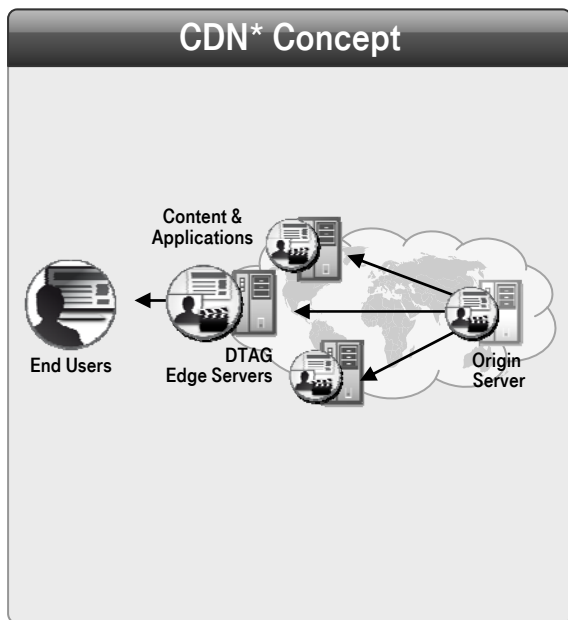 CDN* Concept
Content &
Applications
End Users
DTAG
Edge Servers
Origin
Server